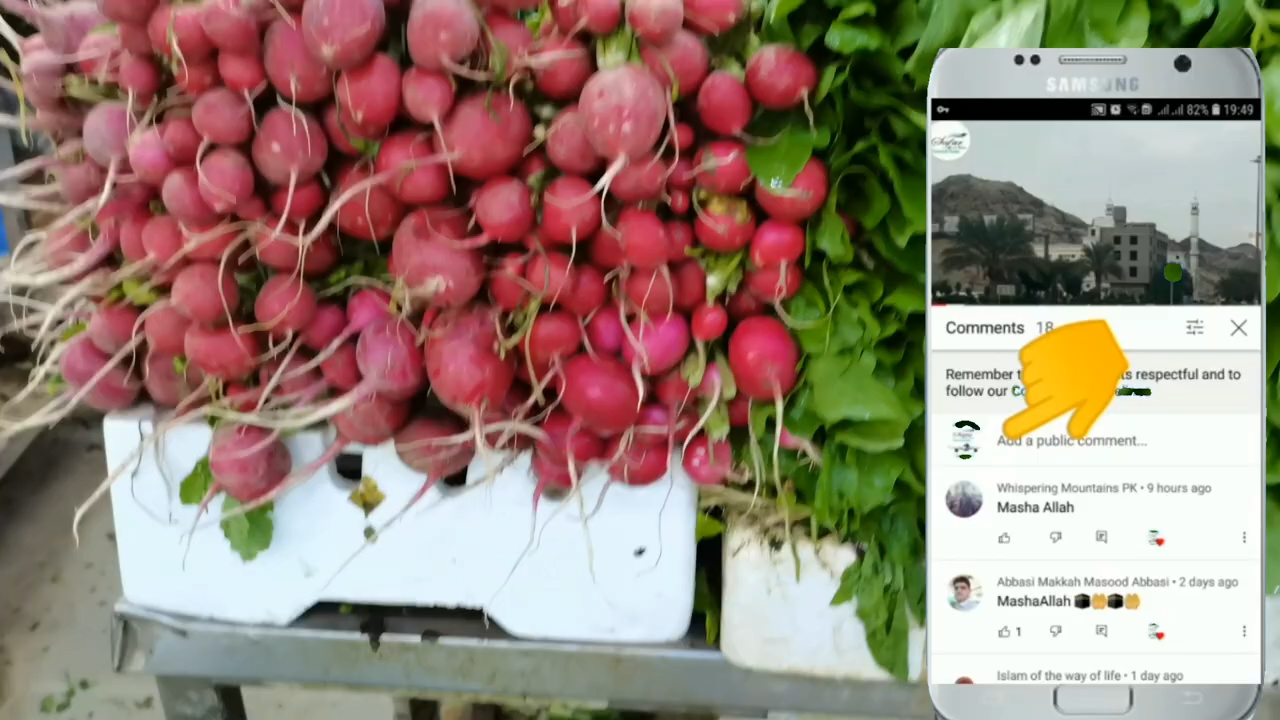 SAMSUNG
82% 19:49
Comments 18
Remember t ts respectful and to
follow our Co
Add a public comment...
Whispering Mountains PK • 9 hours ago
Masha Allah
Abbasi Makkah Masood Abbasi • 2 days ago
MashaAllah 🕋🤲🕋🤲
1
Islam of the way of life • 1 day ago